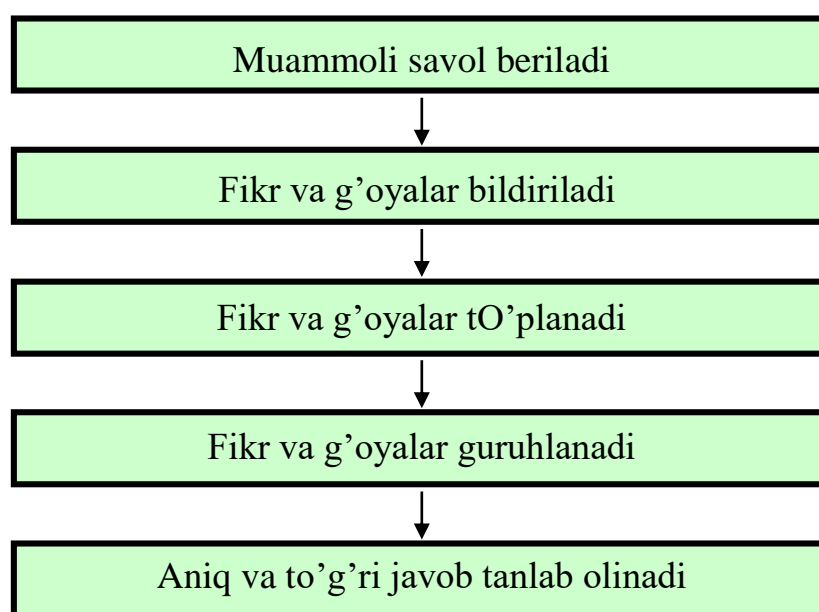 Muammoli savol beriladi
Fikr va g’oyalar bildiriladi
Fikr va g’oyalar tO’planadi
Fikr va g’oyalar guruhlanadi
Aniq va to’g’ri javob tanlab olinadi